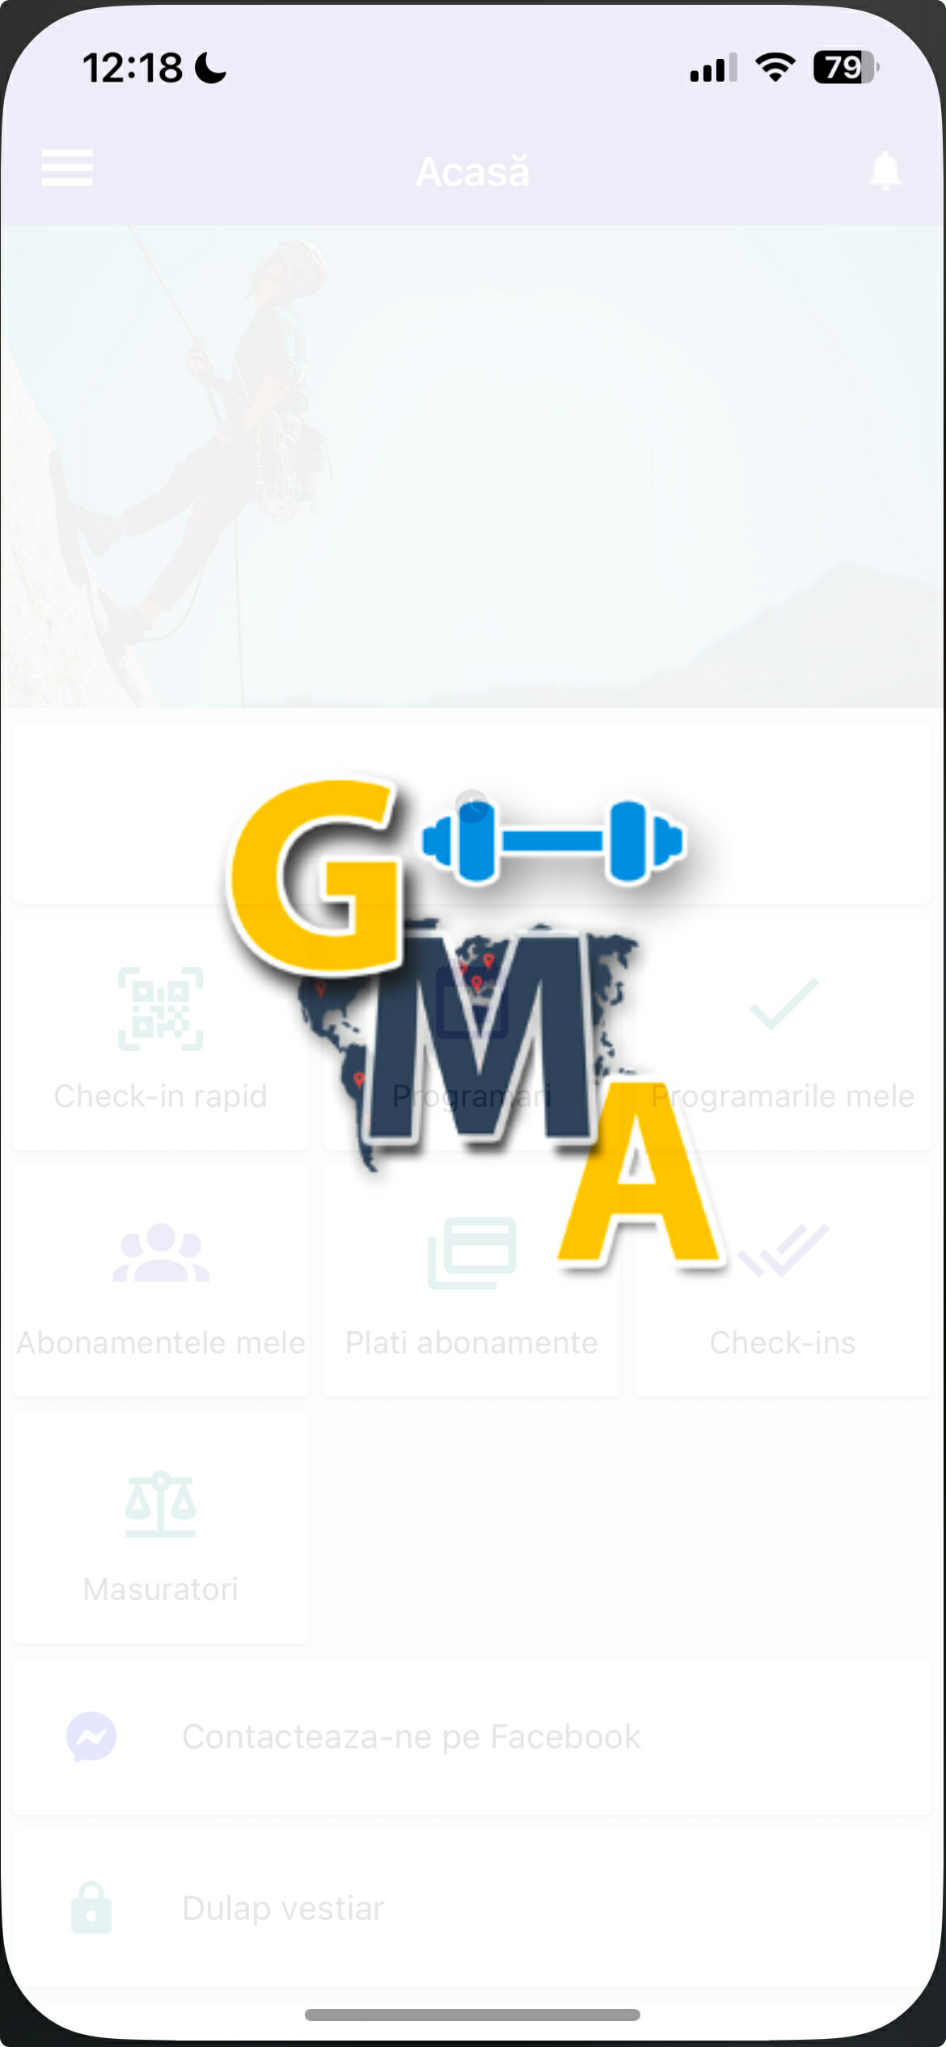 12:18
79
Acasă
G
M
A
Check-in rapid
Programari
Programarile mele
Abonamentele mele
Plati abonamente
Check-ins
Masuratori
Contacteaza-ne pe Facebook
Dulap vestiar